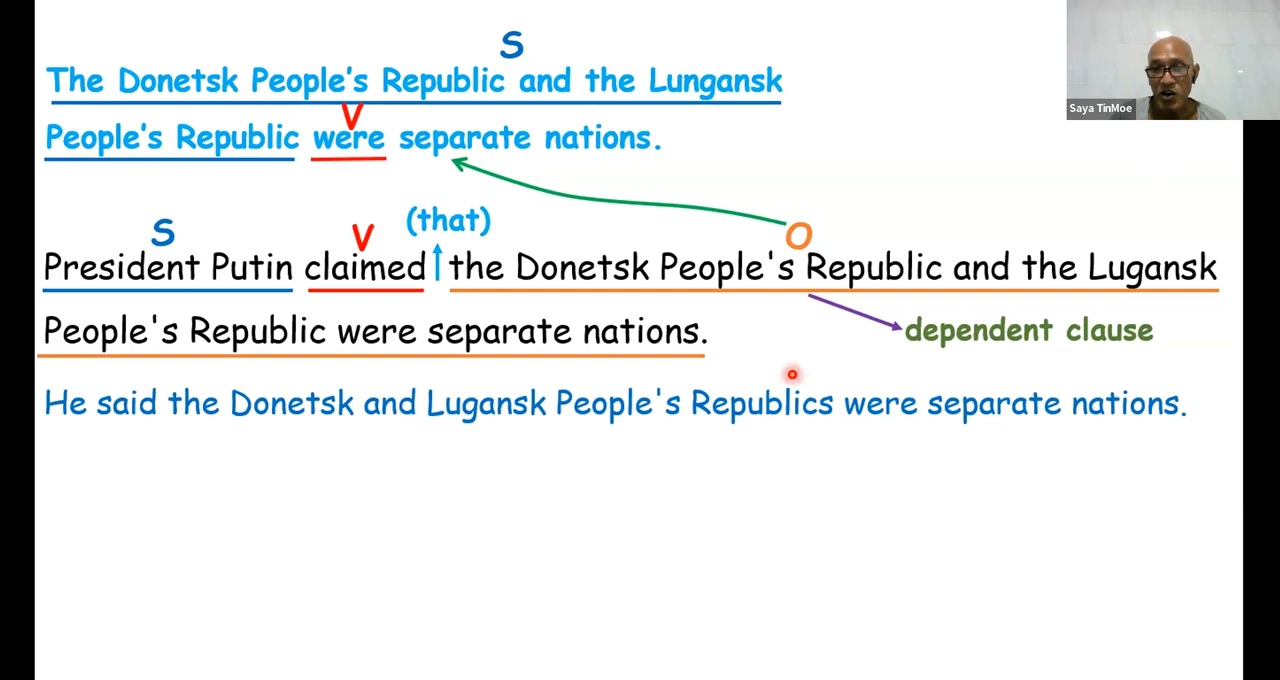 S
The Donetsk People's Republic and the Lungansk
V
People's Republic were separate nations.
(that)
S
V
O
President Putin claimed the Donetsk People's Republic and the Lugansk
People's Republic were separate nations.
dependent clause
He said the Donetsk and Lugansk People's Republics were separate nations.
Saya TinMoe